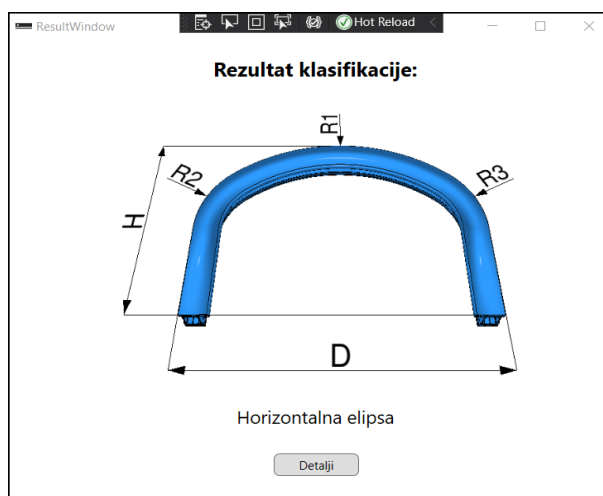 ResultWindow
Hot Reload
Rezultat klasifikacije:
R1
R2
R3
H
D
Horizontalna elipsa
Detalji